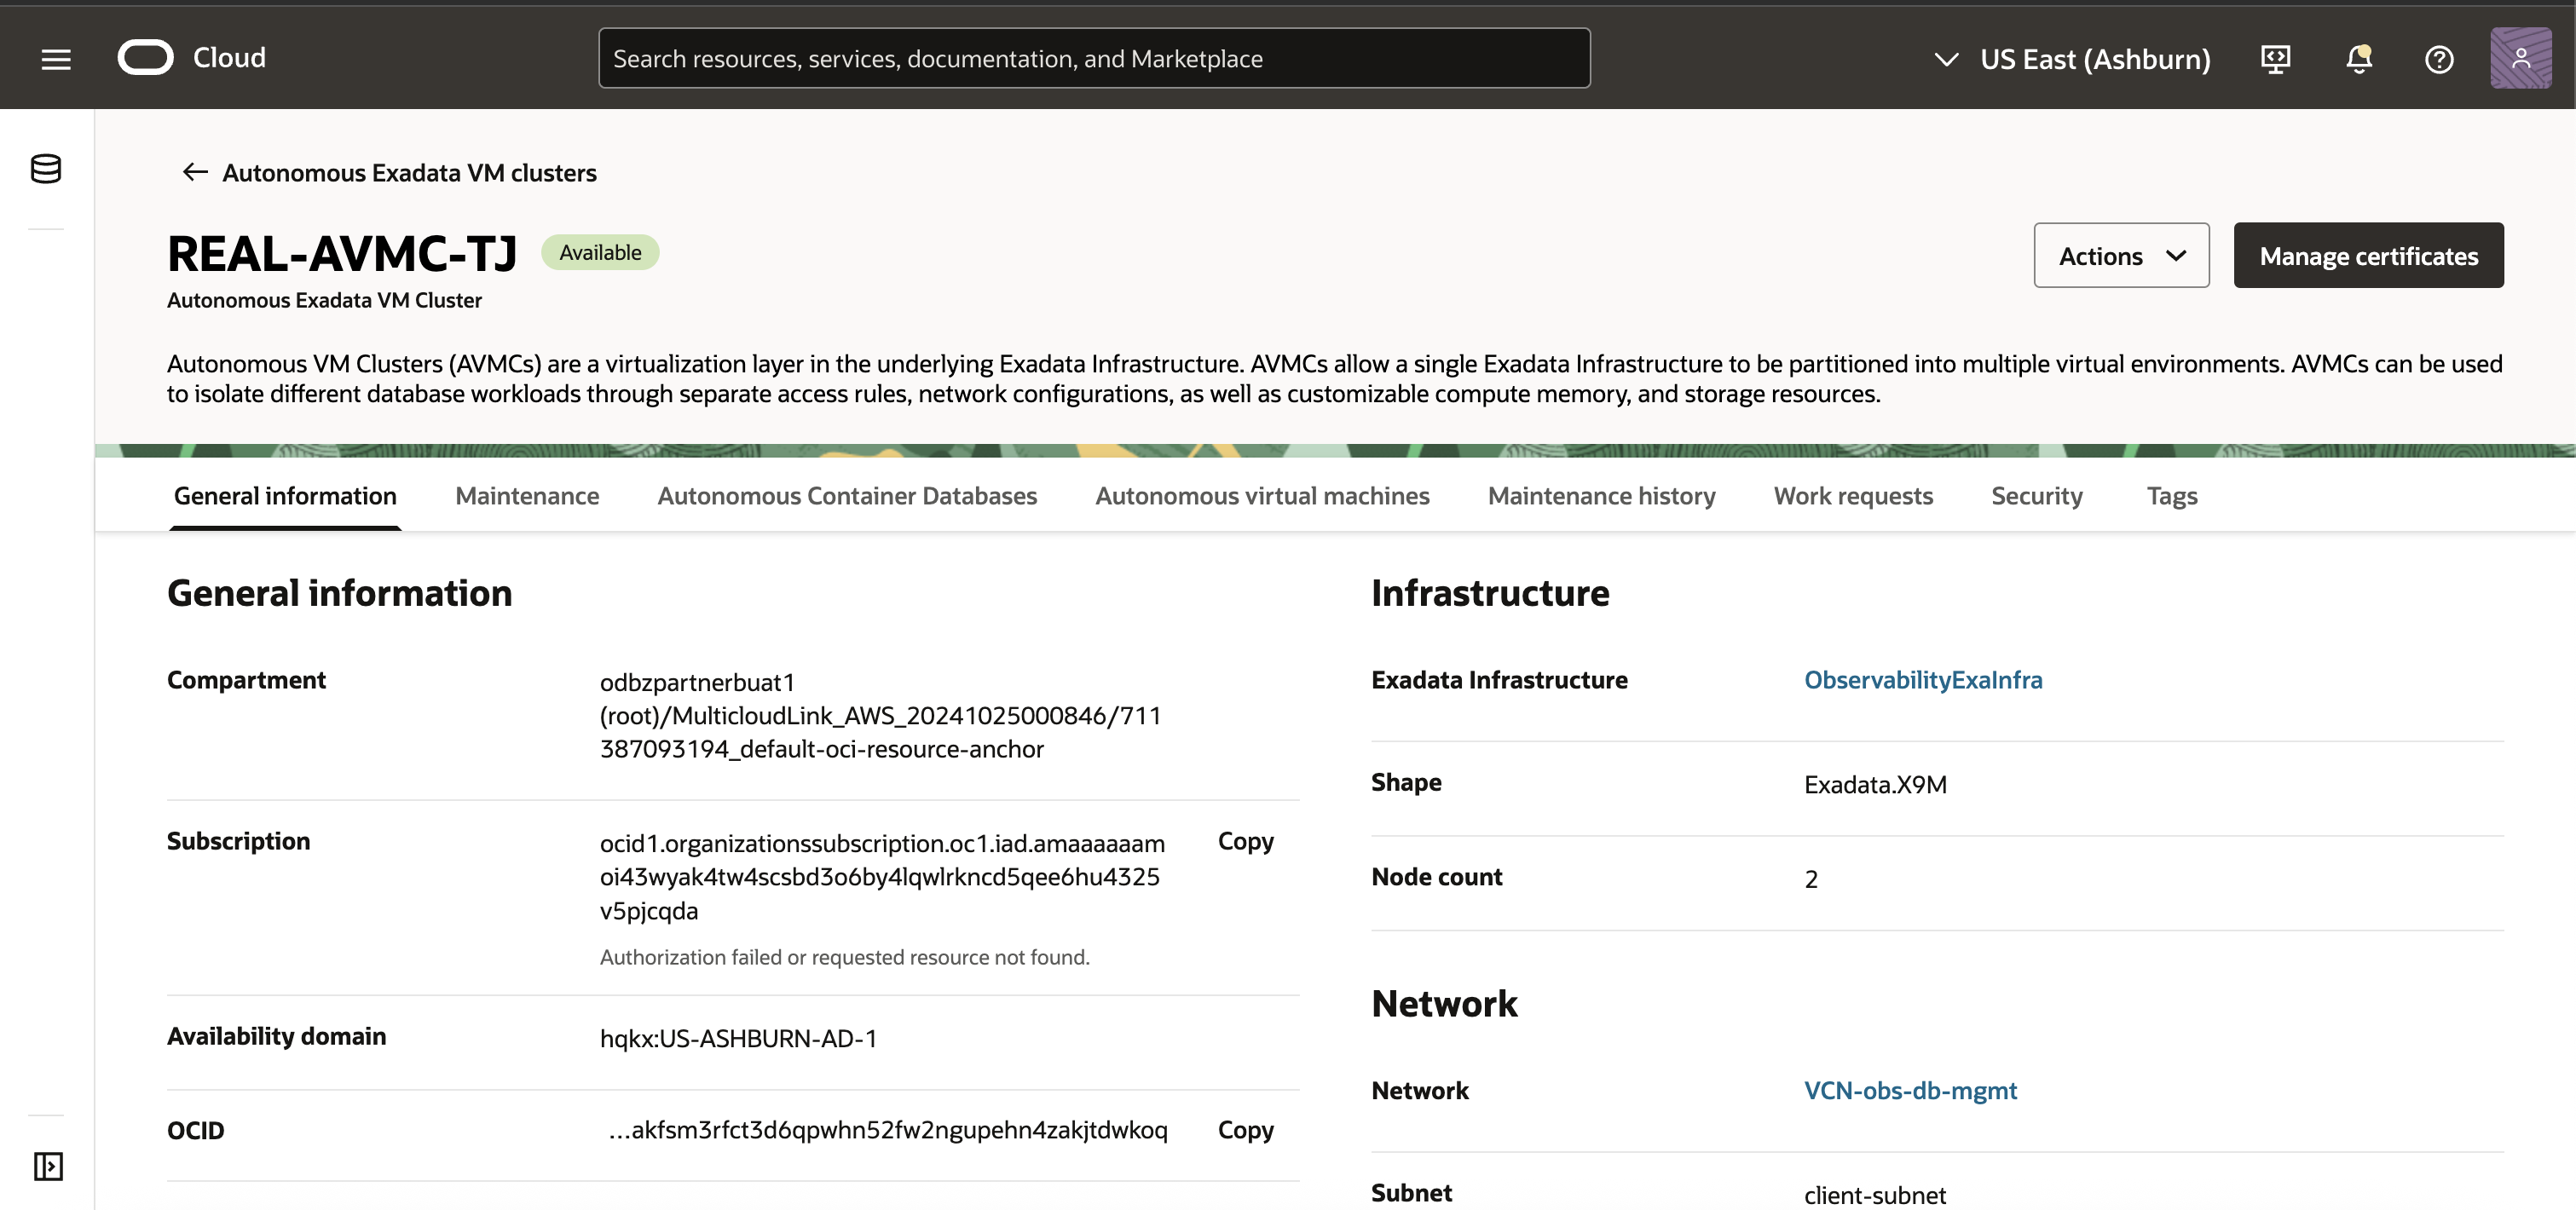 Cloud
Search resources, services, documentation, and Marketplace
US East (Ashburn)
Autonomous Exadata VM clusters
REAL-AVMC-TJ
Available
Autonomous Exadata VM Cluster
Actions
Manage certificates
Autonomous VM Clusters (AVMCs) are a virtualization layer in the underlying Exadata Infrastructure. AVMCs allow a single Exadata Infrastructure to be partitioned into multiple virtual environments. AVMCs can be used
to isolate different database workloads through separate access rules, network configurations, as well as customizable compute memory, and storage resources.
General information
Maintenance
Autonomous Container Databases
Autonomous virtual machines
Maintenance history
Work requests
Security
Tags
General information
Compartment
odbzpartnerbuat1
(root)/MulticloudLink_AWS_20241025000846/711
387093194_default-oci-resource-anchor
Subscription
ocid1.organizationssubscription.oc1.iad.amaaaaaam
oi43wyak4tw4scsbd3o6by4lqwlrkncd5qee6hu4325
v5pjcqda
Copy
Authorization failed or requested resource not found.
Availability domain
hqkx:US-ASHBURN-AD-1
OCID
...akfsm3rfct3d6qpwhn52fw2ngupehn4zakjtdwkoq
Copy
Infrastructure
Exadata Infrastructure
ObservabilityExaInfra
Shape
Exadata.X9M
Node count
2
Network
Network
VCN-obs-db-mgmt
Subnet
client-subnet